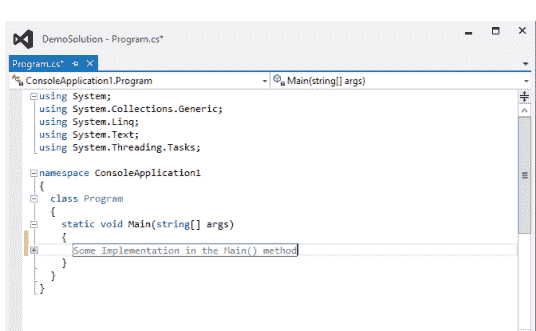 DemoSolution - Program.cs*
Program.cs*
ConsoleApplication1.Program
Main(string[] args)
using System;
using System.Collections.Generic;
using System.Linq;
using System.Text;
using System.Threading.Tasks;
namespace ConsoleApplication1
{
class Program
{
static void Main(string[] args)
{
Some Implementation in the Main() method
}
}
}